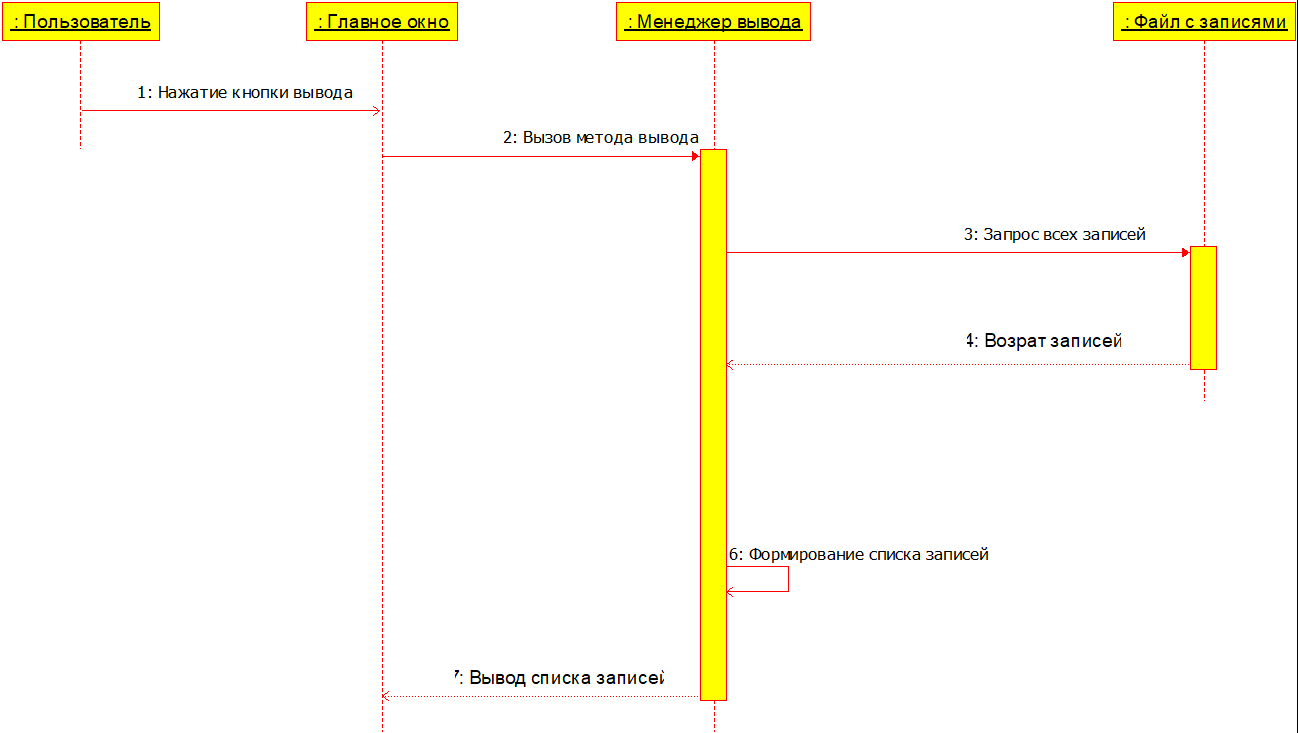 : Пользователь
: Главное окно
: Менеджер вывода
: Файл с записями
1: Нажатие кнопки вывода
2: Вызов метода вывода
3: Запрос всех записей
4: Возрат записей
6: Формирование списка записей
7: Вывод списка записей